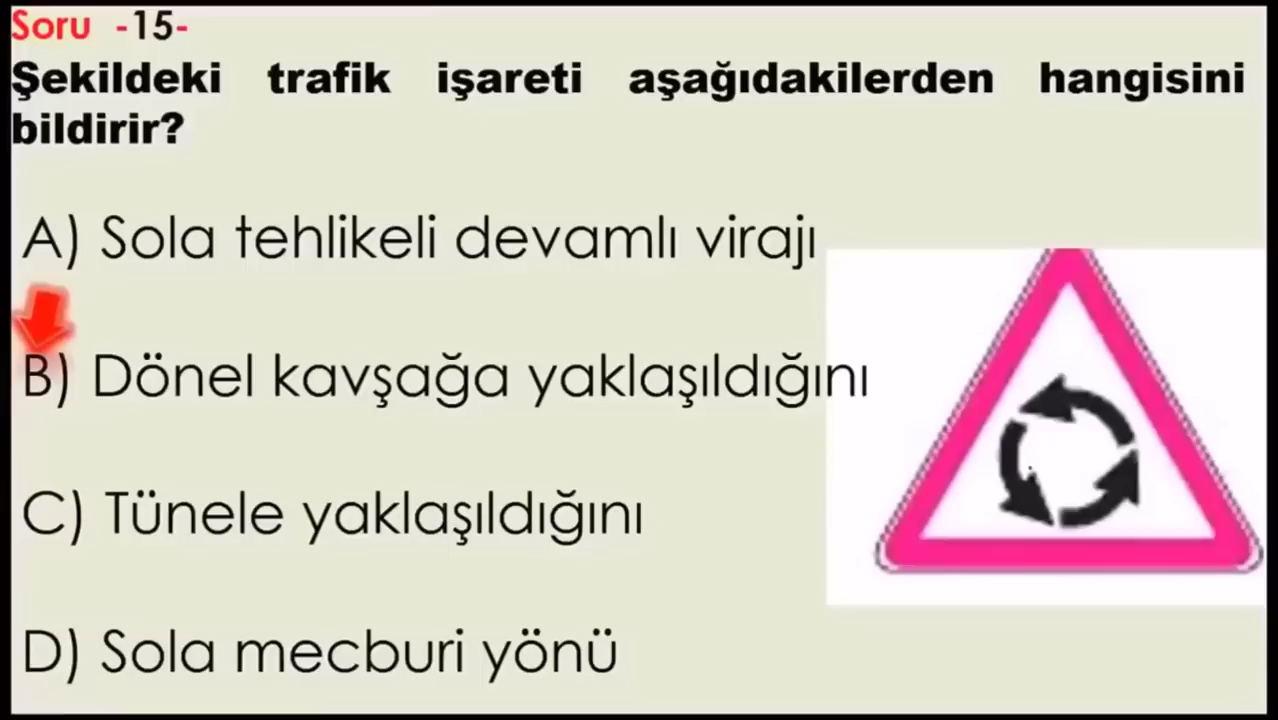 Soru -15-
Şekildeki trafik işareti aşağıdakilerden hangisini
bildirir?
A) Sola tehlikeli devamlı virajı
B) Dönel kavşağa yaklaşıldığını
C) Tünele yaklaşıldığını
D) Sola mecburi yönü